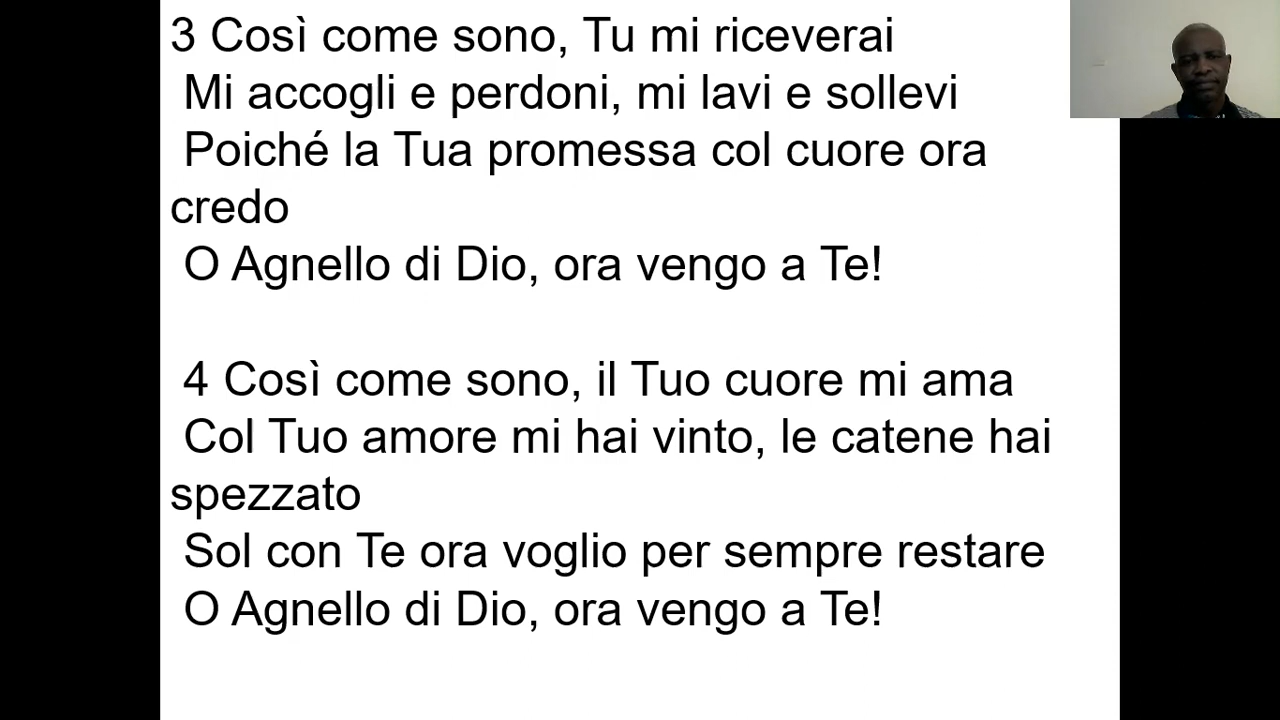 3 Così come sono, Tu mi riceverai
Mi accogli e perdoni, mi lavi e sollevi
Poiché la Tua promessa col cuore ora
credo
O Agnello di Dio, ora vengo a Te!
4 Così come sono, il Tuo cuore mi ama
Col Tuo amore mi hai vinto, le catene hai
spezzato
Sol con Te ora voglio per sempre restare
O Agnello di Dio, ora vengo a Te!